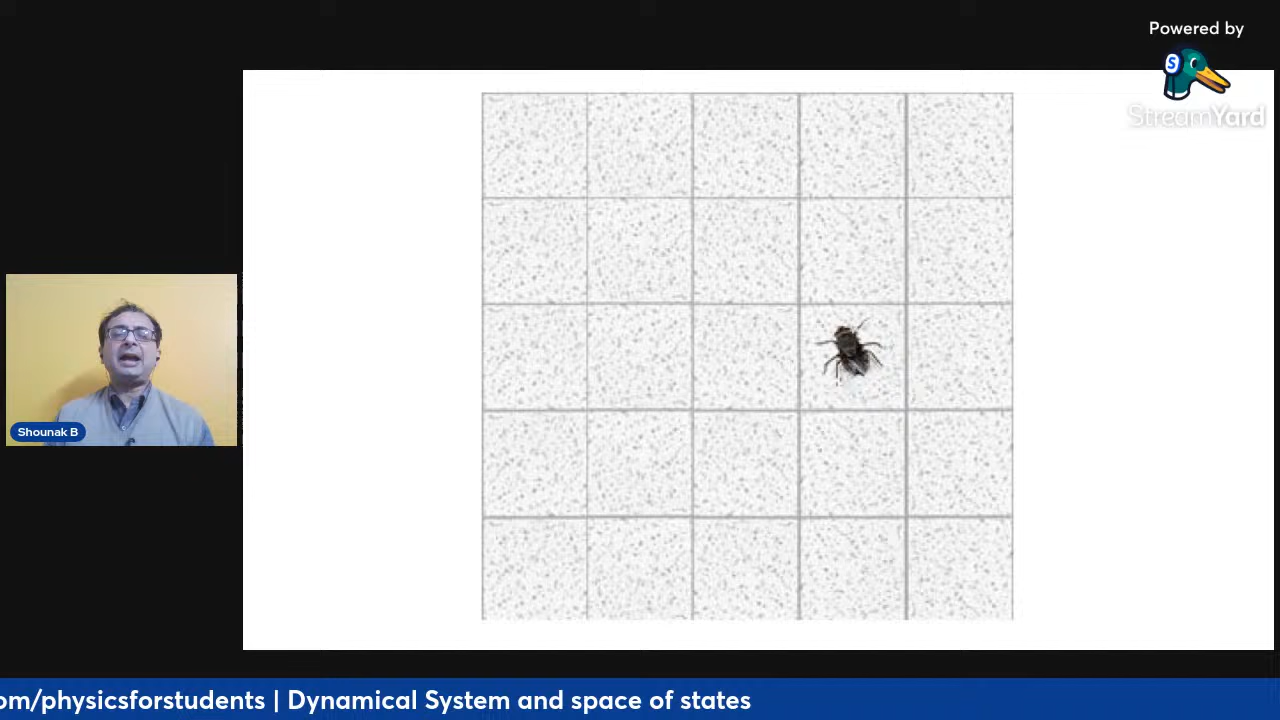 Powered by
S
StreamYard
Shounak B
om/physicsforstudents | Dynamical System and space of states